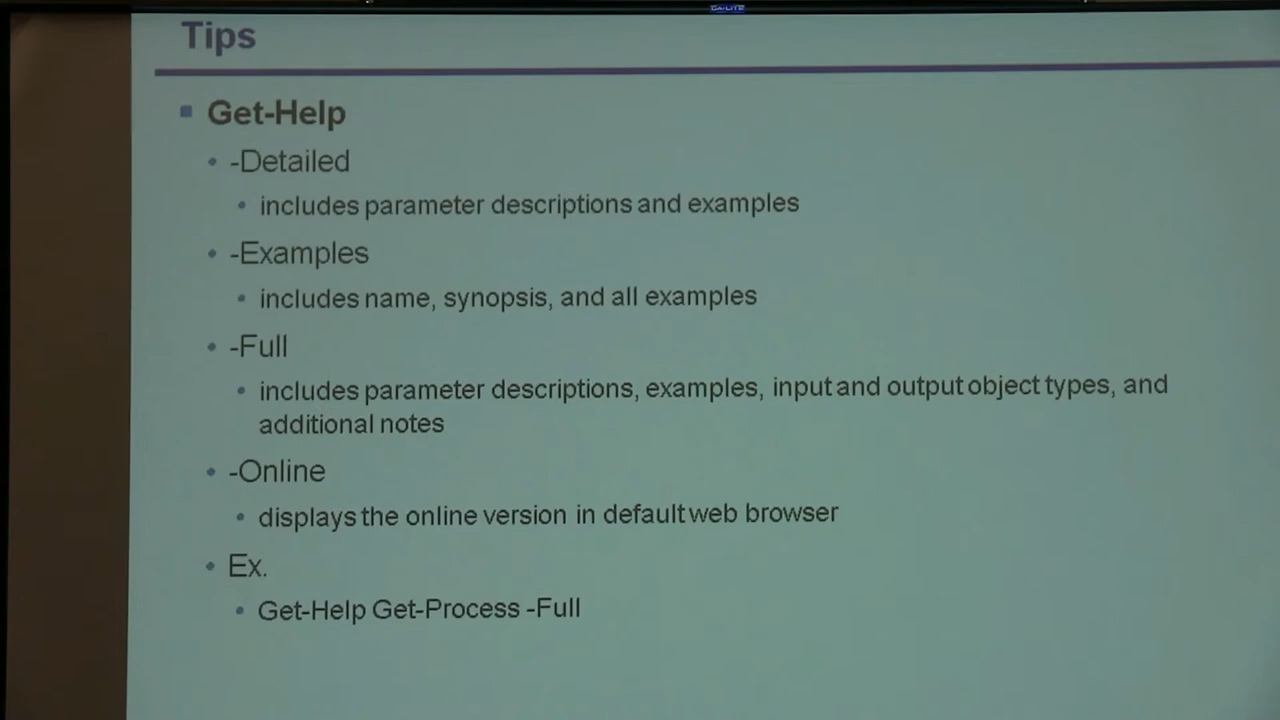 DA-LITE
Tips
Get-Help
-Detailed
includes parameter descriptions and examples
-Examples
includes name, synopsis, and all examples
-Full
includes parameter descriptions, examples, input and output object types, and
additional notes
-Online
displays the online version in default web browser
Ex.
Get-Help Get-Process -Full